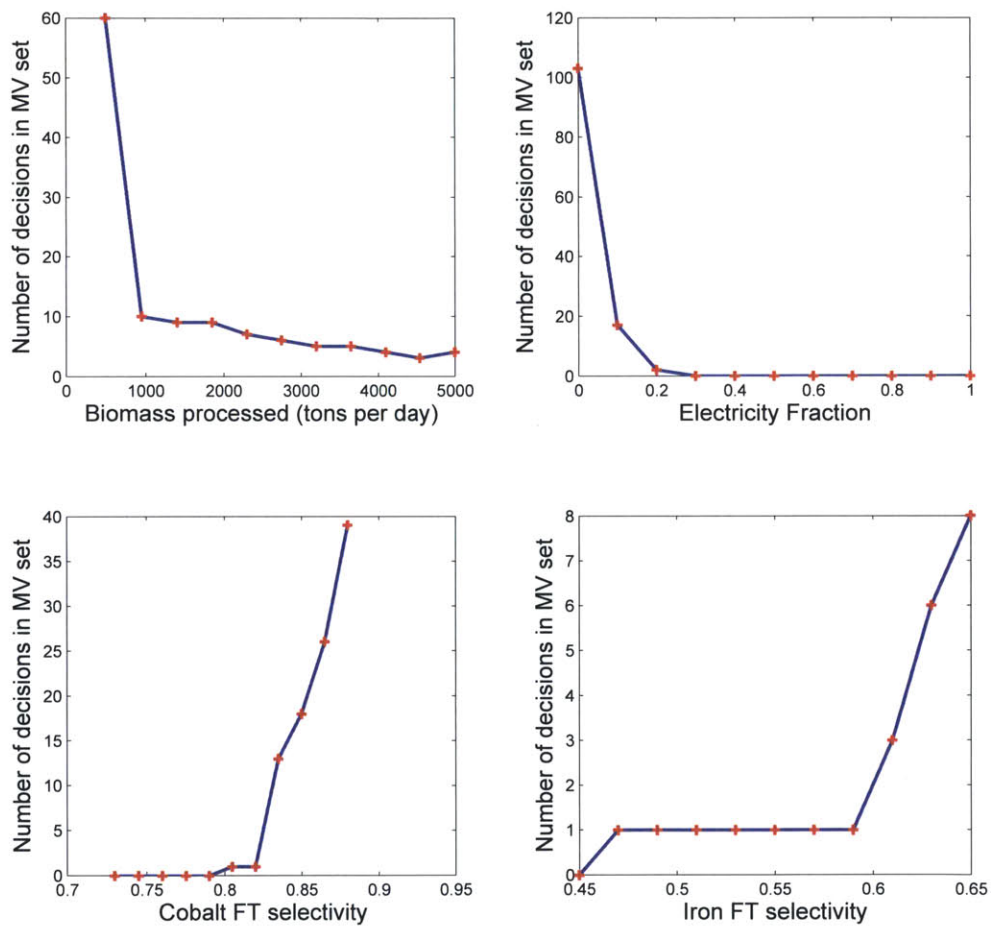 60
50
40
30
20
10
0
Number of decisions in MV set
0 1000 2000 3000 4000 5000
Biomass processed (tons per day)
120
100
80
60
40
20
0
Number of decisions in MV set
0 0.2 0.4 0.6 0.8 1
Electricity Fraction
40
35
30
25
20
15
10
5
0
Number of decisions in MV set
0.7 0.75 0.8 0.85 0.9 0.95
Cobalt FT selectivity
8
7
6
5
4
3
2
1
0
Number of decisions in MV set
0.45 0.5 0.55 0.6 0.65
Iron FT selectivity